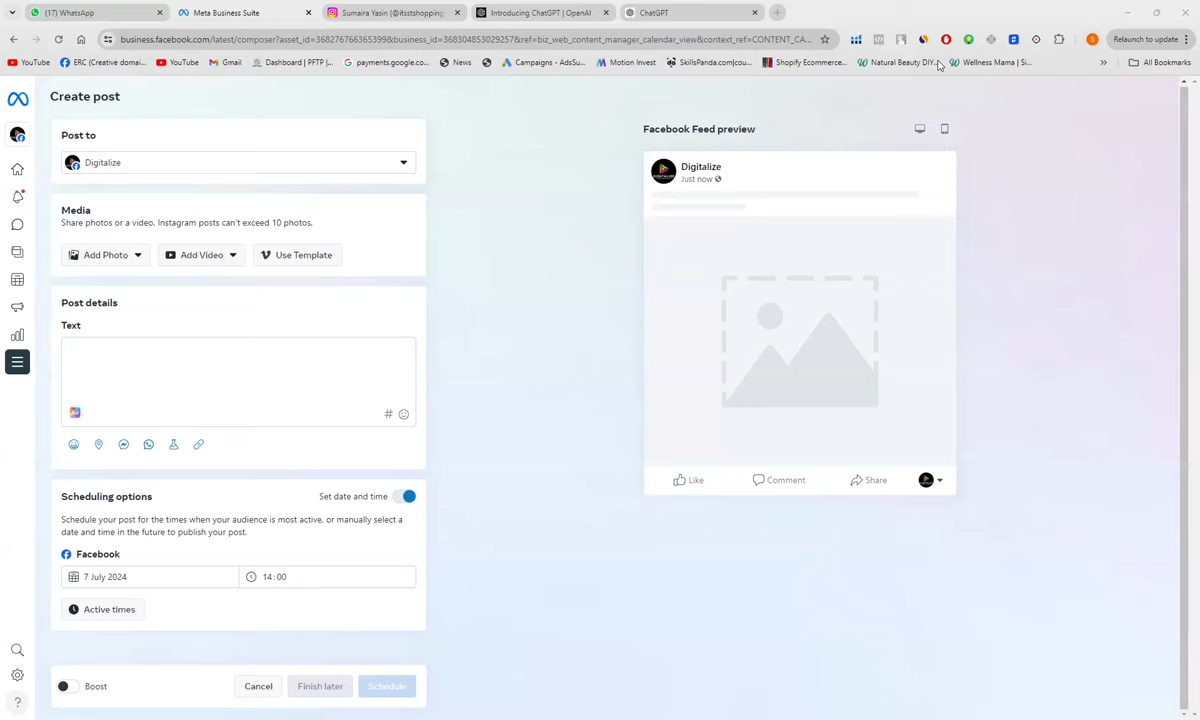 (17) WhatsApp
Meta Business Suite
Sumaira Yasin (@itsstshopping
Introducing ChatGPT | OpenAI
ChatGPT
business.facebook.com/latest/composer?asset_id=368276766365399&business_id=368304853029257&ref=biz_web_content_manager_calendar_view&context_ref=CONTENT_CA...
Relaunch to update
YouTube
ERC (Creative domai...
YouTube
Gmail
Dashboard | PFTP |...
payments.google.co...
News
Campaigns - AdsSu...
Motion Invest
SkillsPanda.com|cou...
Shopify Ecommerce...
Natural Beauty DIY...
Wellness Mama | Si...
All Bookmarks
Create post
Post to
Digitalize
Media
Share photos or a video. Instagram posts can't exceed 10 photos.
Add Photo
Add Video
Use Template
Post details
Text
Scheduling options
Set date and time
Schedule your post for the times when your audience is most active, or manually select a
date and time in the future to publish your post.
Facebook
7 July 2024
14:00
Active times
Boost
Cancel
Finish later
Schedule
Facebook Feed preview
Digitalize
Just now
Like
Comment
Share